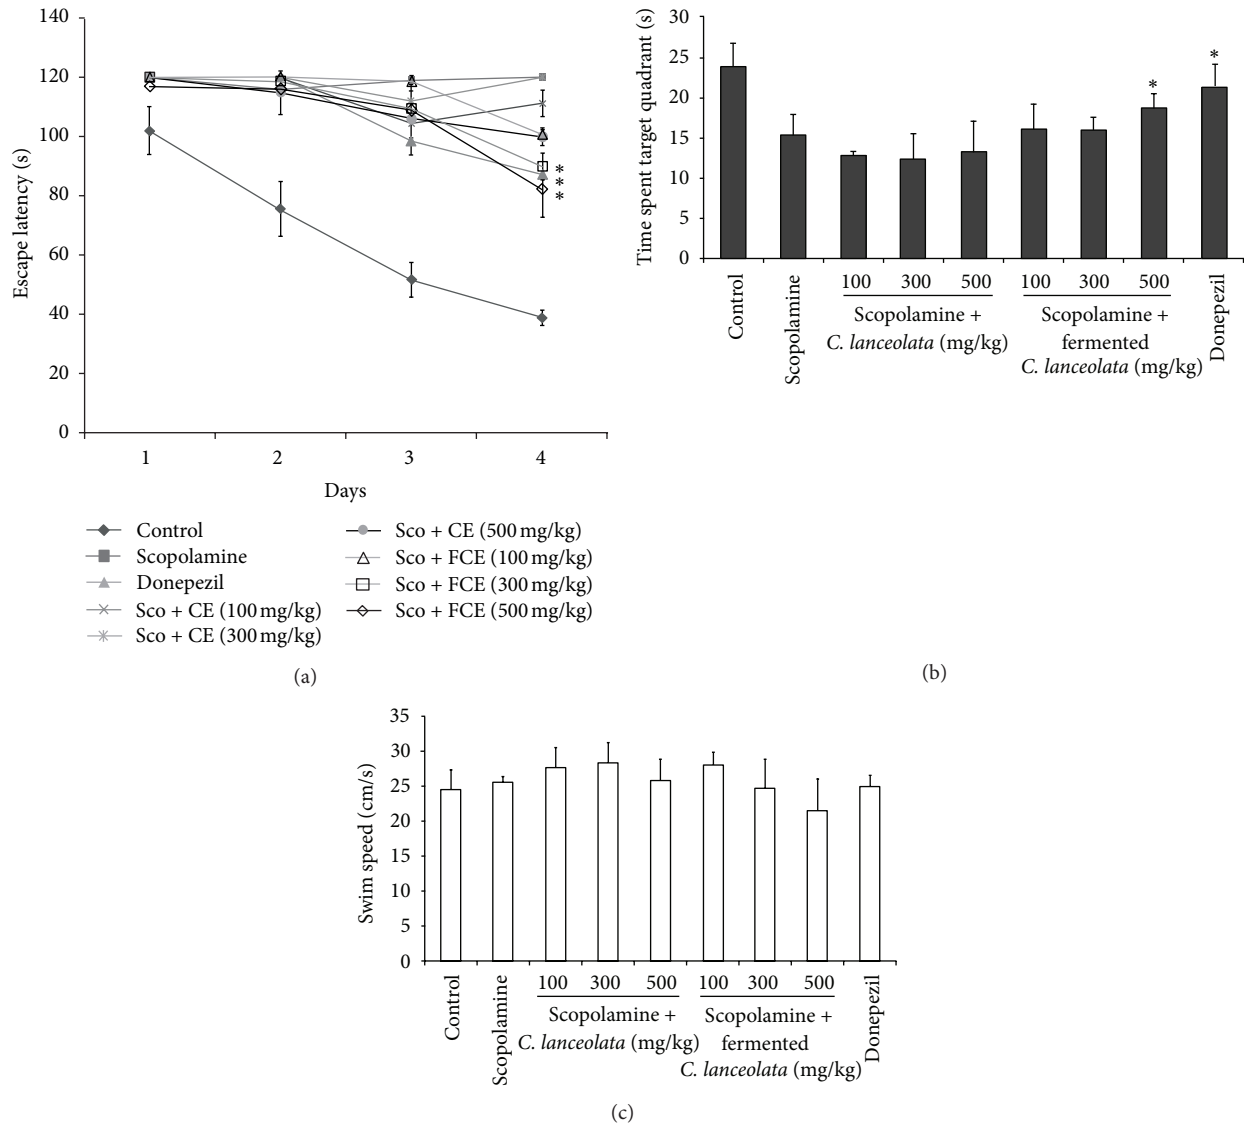 140
120
100
80
60
40
20
0
Escape latency (s)
1 2 3 4
Days
*
*
*
Control
Scopolamine
Donepezil
Sco + CE (100 mg/kg)
Sco + CE (300 mg/kg)
Sco + CE (500 mg/kg)
Sco + FCE (100 mg/kg)
Sco + FCE (300 mg/kg)
Sco + FCE (500 mg/kg)
(a)
30
25
20
15
10
5
0
Time spent target quadrant (s)
*
*
Control
Scopolamine
100 300 500
Scopolamine +
C. lanceolata (mg/kg)
100 300 500
Scopolamine +
fermented
C. lanceolata (mg/kg)
Donepezil
(b)
35
30
25
20
15
10
5
0
Swim speed (cm/s)
Control
Scopolamine
100 300 500
Scopolamine +
C. lanceolata (mg/kg)
100 300 500
Scopolamine +
fermented
C. lanceolata (mg/kg)
Donepezil
(c)